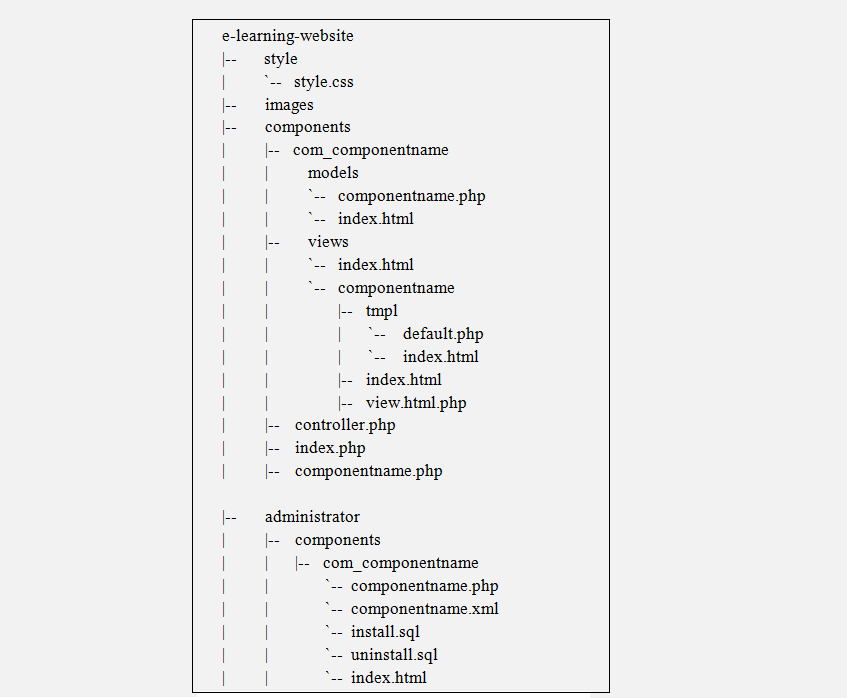 e-learning-website
|-- style
| `-- style.css
|-- images
|-- components
| |-- com_componentname
| | models
| | `-- componentname.php
| | `-- index.html
| |-- views
| | `-- index.html
| | `-- componentname
| | |-- tmpl
| | | `-- default.php
| | | `-- index.html
| | |-- index.html
| | |-- view.html.php
| |-- controller.php
| |-- index.php
| |-- componentname.php
|-- administrator
| |-- components
| | |-- com_componentname
| | `-- componentname.php
| | `-- componentname.xml
| | `-- install.sql
| | `-- uninstall.sql
| | `-- index.html